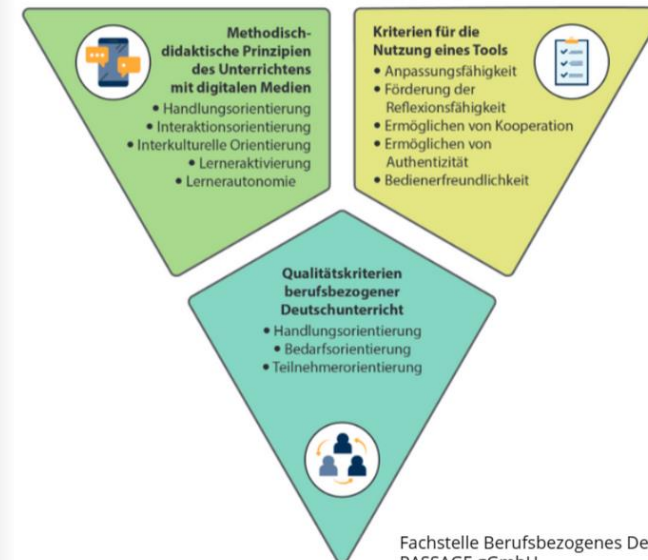 Methodisch-
didaktische Prinzipien
des Unterrichtens
mit digitalen Medien
• Handlungsorientierung
• Interaktionsorientierung
• Interkulturelle Orientierung
• Lerneraktivierung
• Lernerautonomie
Kriterien für die
Nutzung eines Tools
• Anpassungsfähigkeit
• Förderung der
Reflexionsfähigkeit
• Ermöglichen von Kooperation
• Ermöglichen von
Authentizität
• Bedienerfreundlichkeit
Qualitätskriterien
berufsbezogener
Deutschunterricht
• Handlungsorientierung
• Bedarfsorientierung
• Teilnehmerorientierung
Fachstelle Berufsbezogenes De